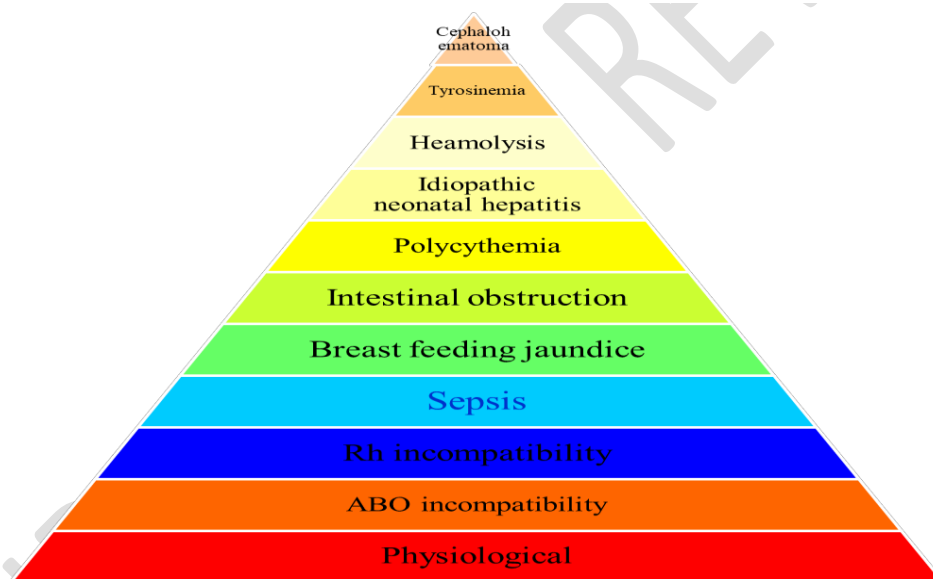 Cephaloh
ematoma
Tyrosinemia
Heamolysis
Idiopathic
neonatal hepatitis
Polycythemia
Intestinal obstruction
Breast feeding jaundice
Sepsis
Rh incompatibility
ABO incompatibility
Physiological